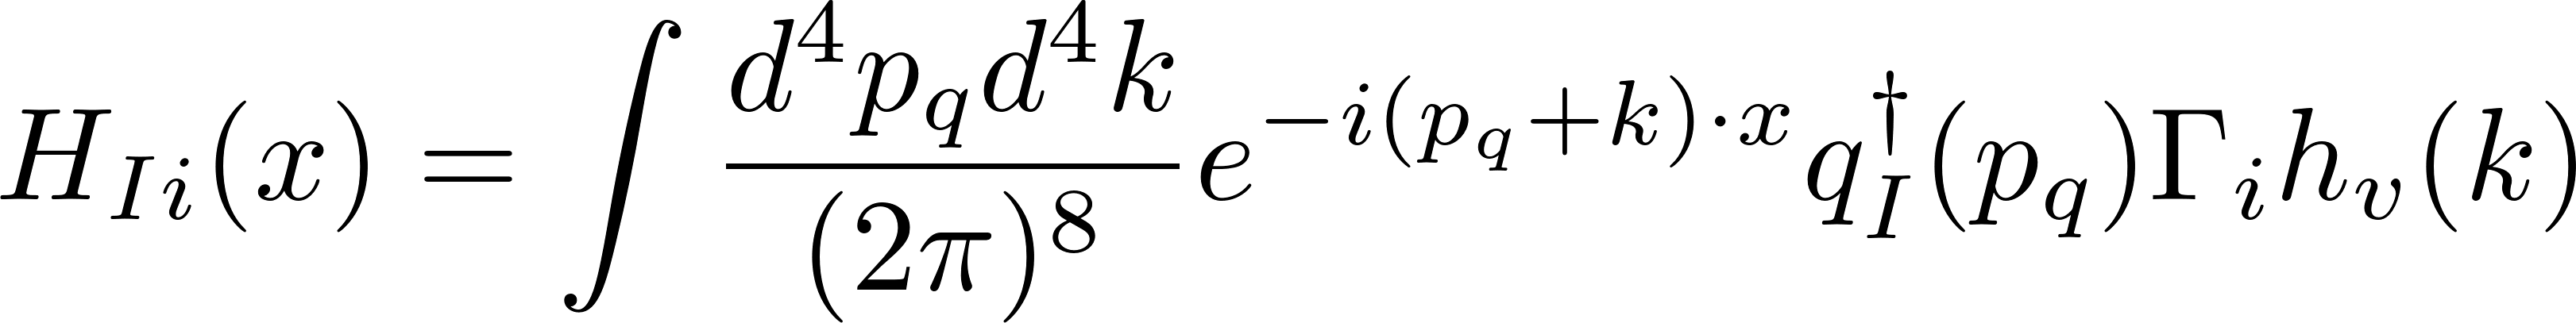 H_{Ii}(x) = \int \frac{d^4 p_q d^4 k}{(2\pi)^8} e^{-i(p_q+k)\cdot x} q_I^\dagger(p_q) \Gamma_i h_v(k)